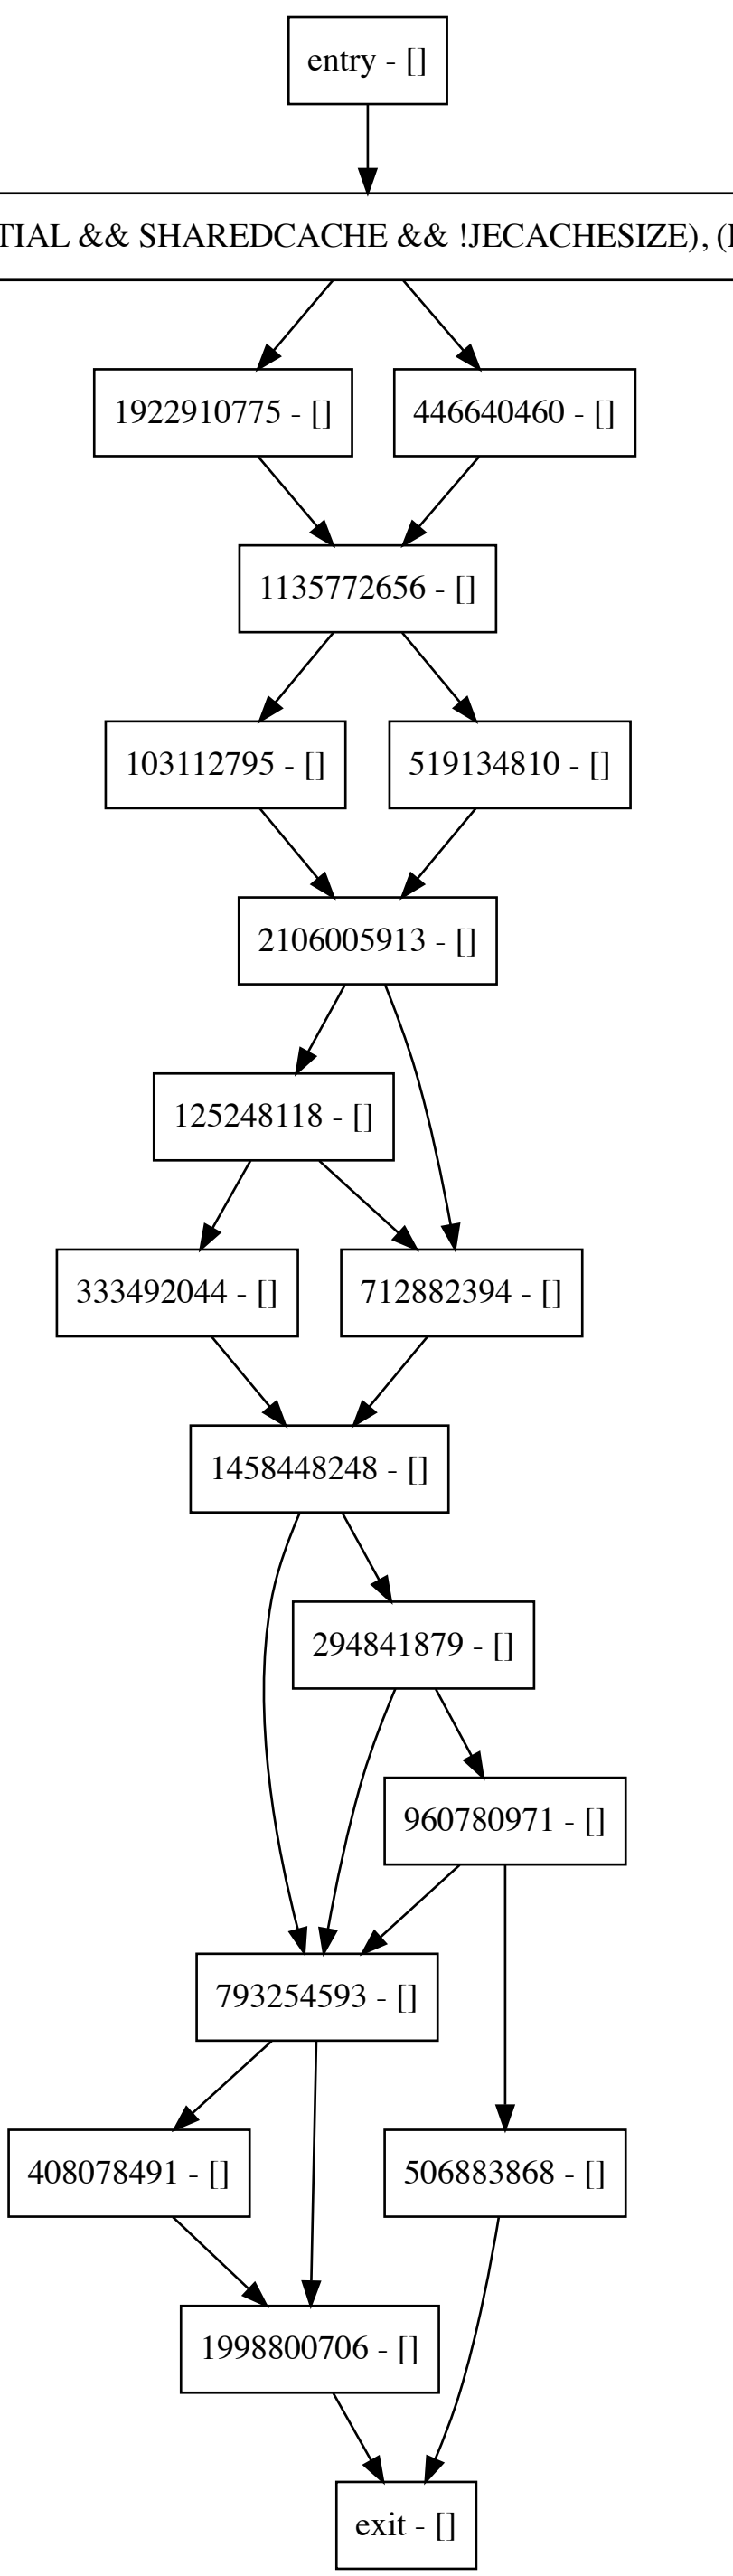 entry - []
TIAL && SHAREDCACHE && !JECACHESIZE), (
1922910775 - []
446640460 - []
1135772656 - []
103112795 - []
519134810 - []
2106005913 - []
125248118 - []
333492044 - []
712882394 - []
1458448248 - []
294841879 - []
960780971 - []
793254593 - []
408078491 - []
506883868 - []
1998800706 - []
exit - []